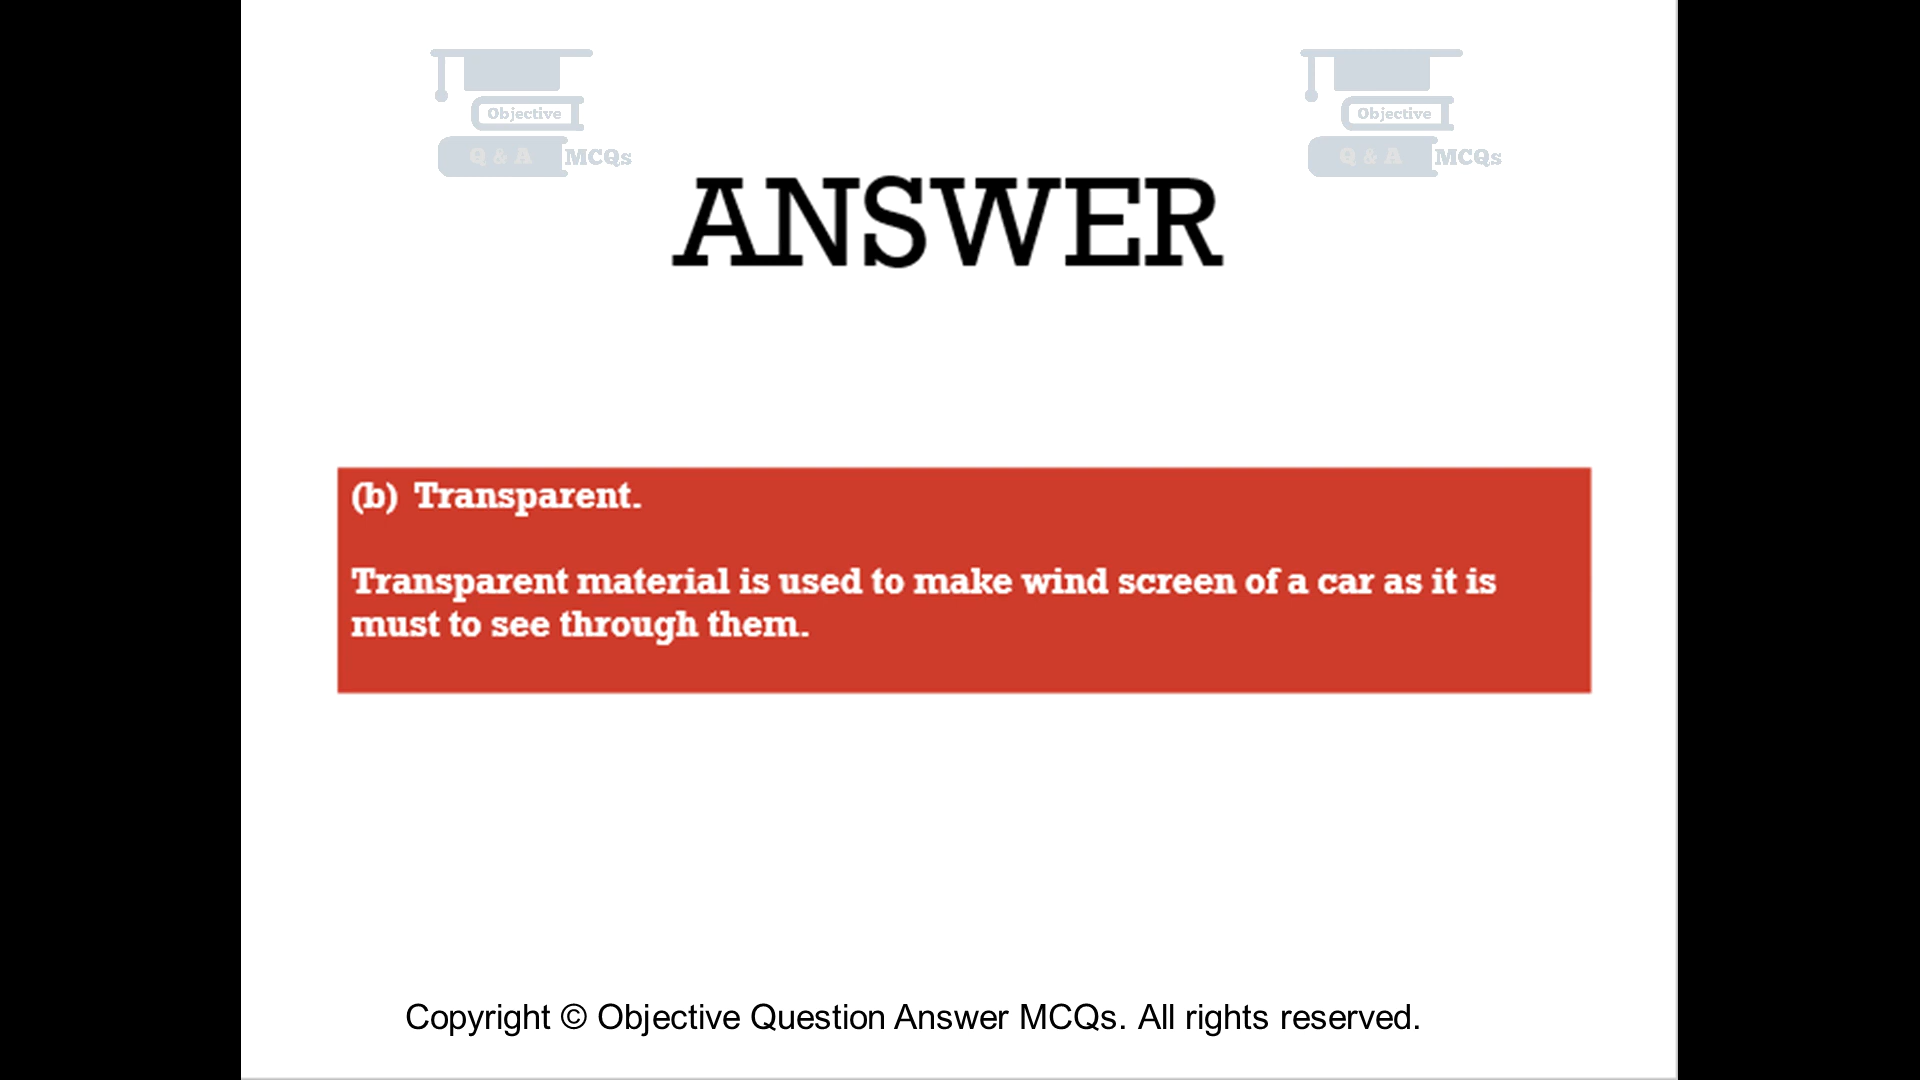 Objective
Q & A MCQs
Objective
Q & A MCQs
ANSWER
(b) Transparent.
Transparent material is used to make wind screen of a car as it is
must to see through them.
Copyright © Objective Question Answer MCQs. All rights reserved.